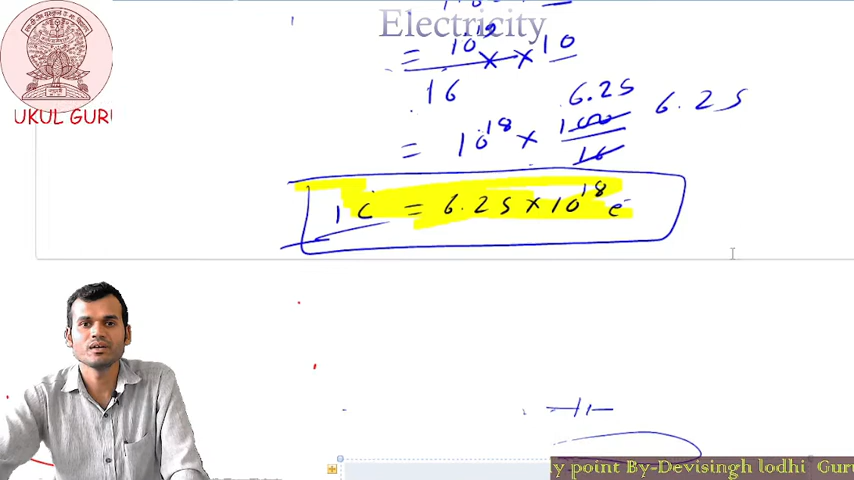 Electricity
= 10¹⁹ × × 10
16
UKUL GURU
6.25
= 10¹⁸ × 100 6.25
16
1 C = 6.25×10¹⁸ e⁻
y point By-Devisingh lodhi Guru